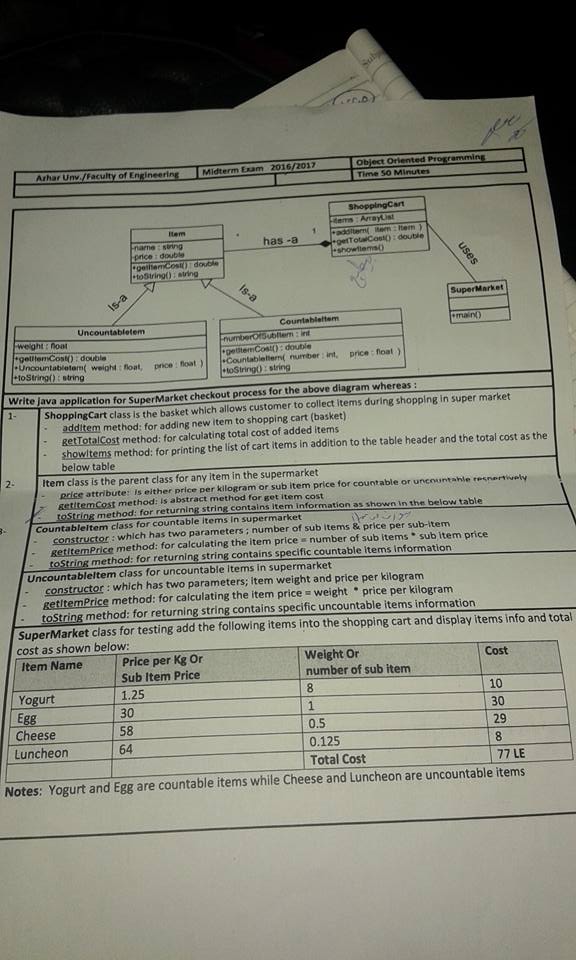 Azhar Unv./Faculty of Engineering
Midterm Exam 2016/2017
Object Oriented Programming
Time 50 Minutes
Item
-name : string
-price : double
+getItemCost() : double
+toString() : string
has -a
1
ShoppingCart
-items : ArrayList
+addItem( item : Item )
+getTotalCost() : double
+showItems()
uses
SuperMarket
+main()
Is-a
Is-a
UncountableItem
-weight : float
+getItemCost() : double
+UncountableItem( weight : float, price : float )
+toString() : string
CountableItem
-numberOfSubItem : int
+getItemCost() : double
+CountableItem( number : int, price : float )
+toString() : string
Write java application for SuperMarket checkout process for the above diagram whereas :
1- ShoppingCart class is the basket which allows customer to collect items during shopping in super market
- addItem method: for adding new item to shopping cart (basket)
- getTotalCost method: for calculating total cost of added items
- showItems method: for printing the list of cart items in addition to the table header and the total cost as the
below table
2- Item class is the parent class for any item in the supermarket
- price attribute: is either price per kilogram or sub item price for countable or uncountable respectively
- getItemCost method: is abstract method for get item cost
- toString method: for returning string contains item information as shown in the below table
3- CountableItem class for countable items in supermarket
- constructor : which has two parameters ; number of sub items & price per sub-item
- getItemPrice method: for calculating the item price = number of sub items * sub item price
- toString method: for returning string contains specific countable items information
UncountableItem class for uncountable items in supermarket
- constructor : which has two parameters; item weight and price per kilogram
- getItemPrice method: for calculating the item price = weight * price per kilogram
- toString method: for returning string contains specific uncountable items information
SuperMarket class for testing add the following items into the shopping cart and display items info and total
cost as shown below:
Item Name
Price per Kg Or
Sub Item Price
Weight Or
number of sub item
Cost
Yogurt 1.25 8 10
Egg 30 1 30
Cheese 58 0.5 29
Luncheon 64 0.125 8
Total Cost 77 LE
Notes: Yogurt and Egg are countable items while Cheese and Luncheon are uncountable items